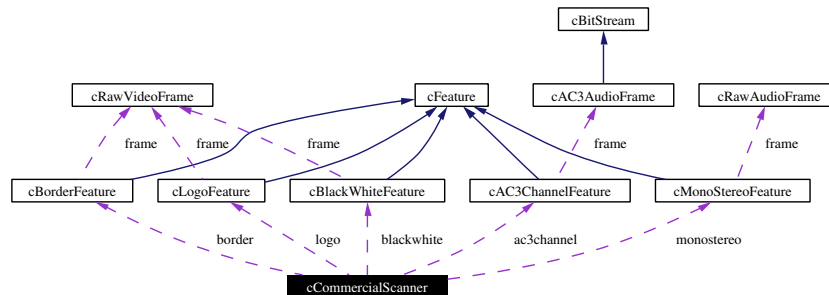 cBitStream
cRawVideoFrame
cFeature
cAC3AudioFrame
cRawAudioFrame
frame
frame
frame
frame
frame
cBorderFeature
cLogoFeature
cBlackWhiteFeature
cAC3ChannelFeature
cMonoStereoFeature
border
logo
blackwhite
ac3channel
monostereo
cCommercialScanner